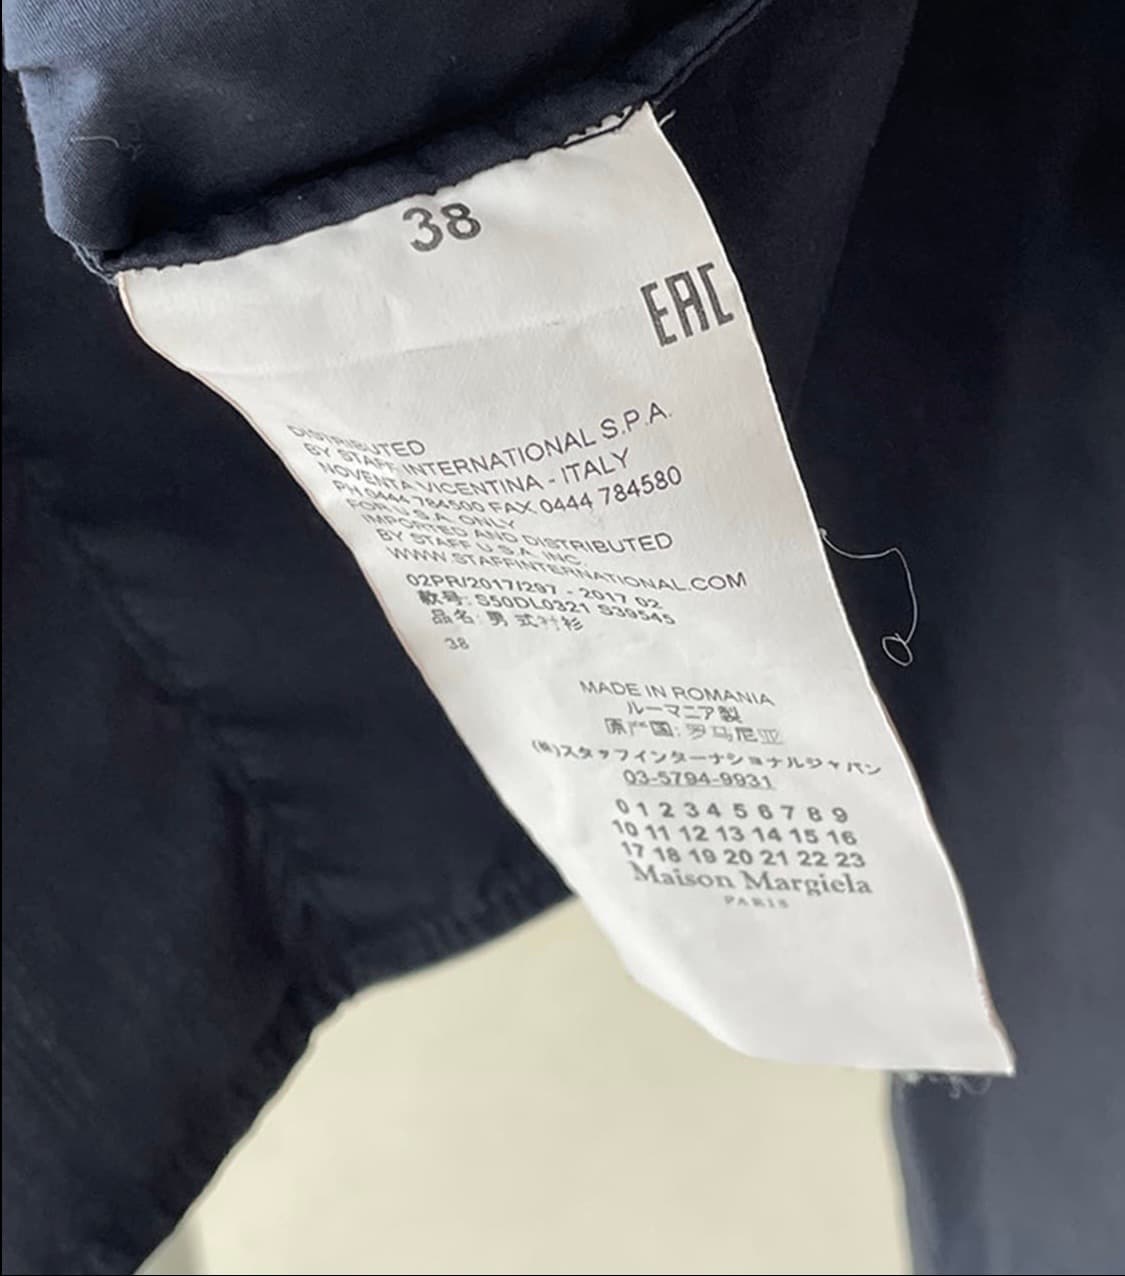 38
EAC
DISTRIBUTED
BY STAFF INTERNATIONAL S.P.A.
NOVENTA VICENTINA - ITALY
PH 0444 784500 FAX 0444 784580
FOR U.S.A. ONLY
IMPORTED AND DISTRIBUTED
BY STAFF U.S.A. INC.
WWW.STAFFINTERNATIONAL.COM
02PRI2017I297 - 2017 02
款号: S50DL0321 S39545
品名: 男式衬衫
38
MADE IN ROMANIA
ルーマニア製
原产国: 罗马尼亚
(株)スタッフインターナショナルジャパン
03-5794-9931
0 1 2 3 4 5 6 7 8 9
10 11 12 13 14 15 16
17 18 19 20 21 22 23
Maison Margiela
PARIS